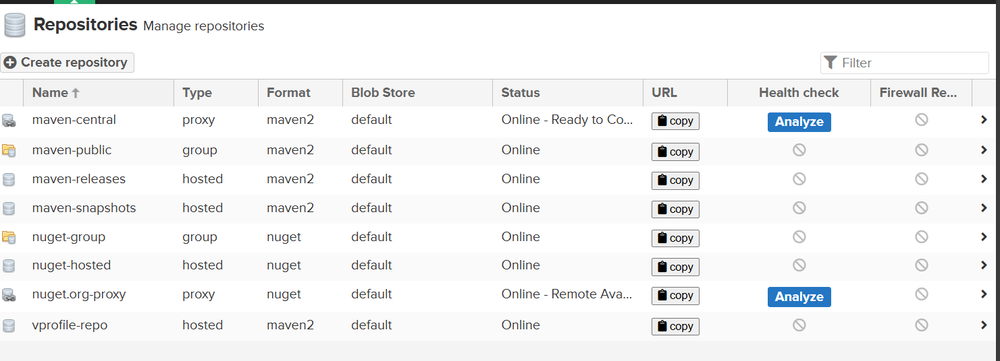 Repositories Manage repositories
Create repository Filter
Name Type Format Blob Store Status URL Health check Firewall Re...
maven-central proxy maven2 default Online - Ready to Co... copy Analyze
maven-public group maven2 default Online copy
maven-releases hosted maven2 default Online copy
maven-snapshots hosted maven2 default Online copy
nuget-group group nuget default Online copy
nuget-hosted hosted nuget default Online copy
nuget.org-proxy proxy nuget default Online - Remote Ava... copy Analyze
vprofile-repo hosted maven2 default Online copy